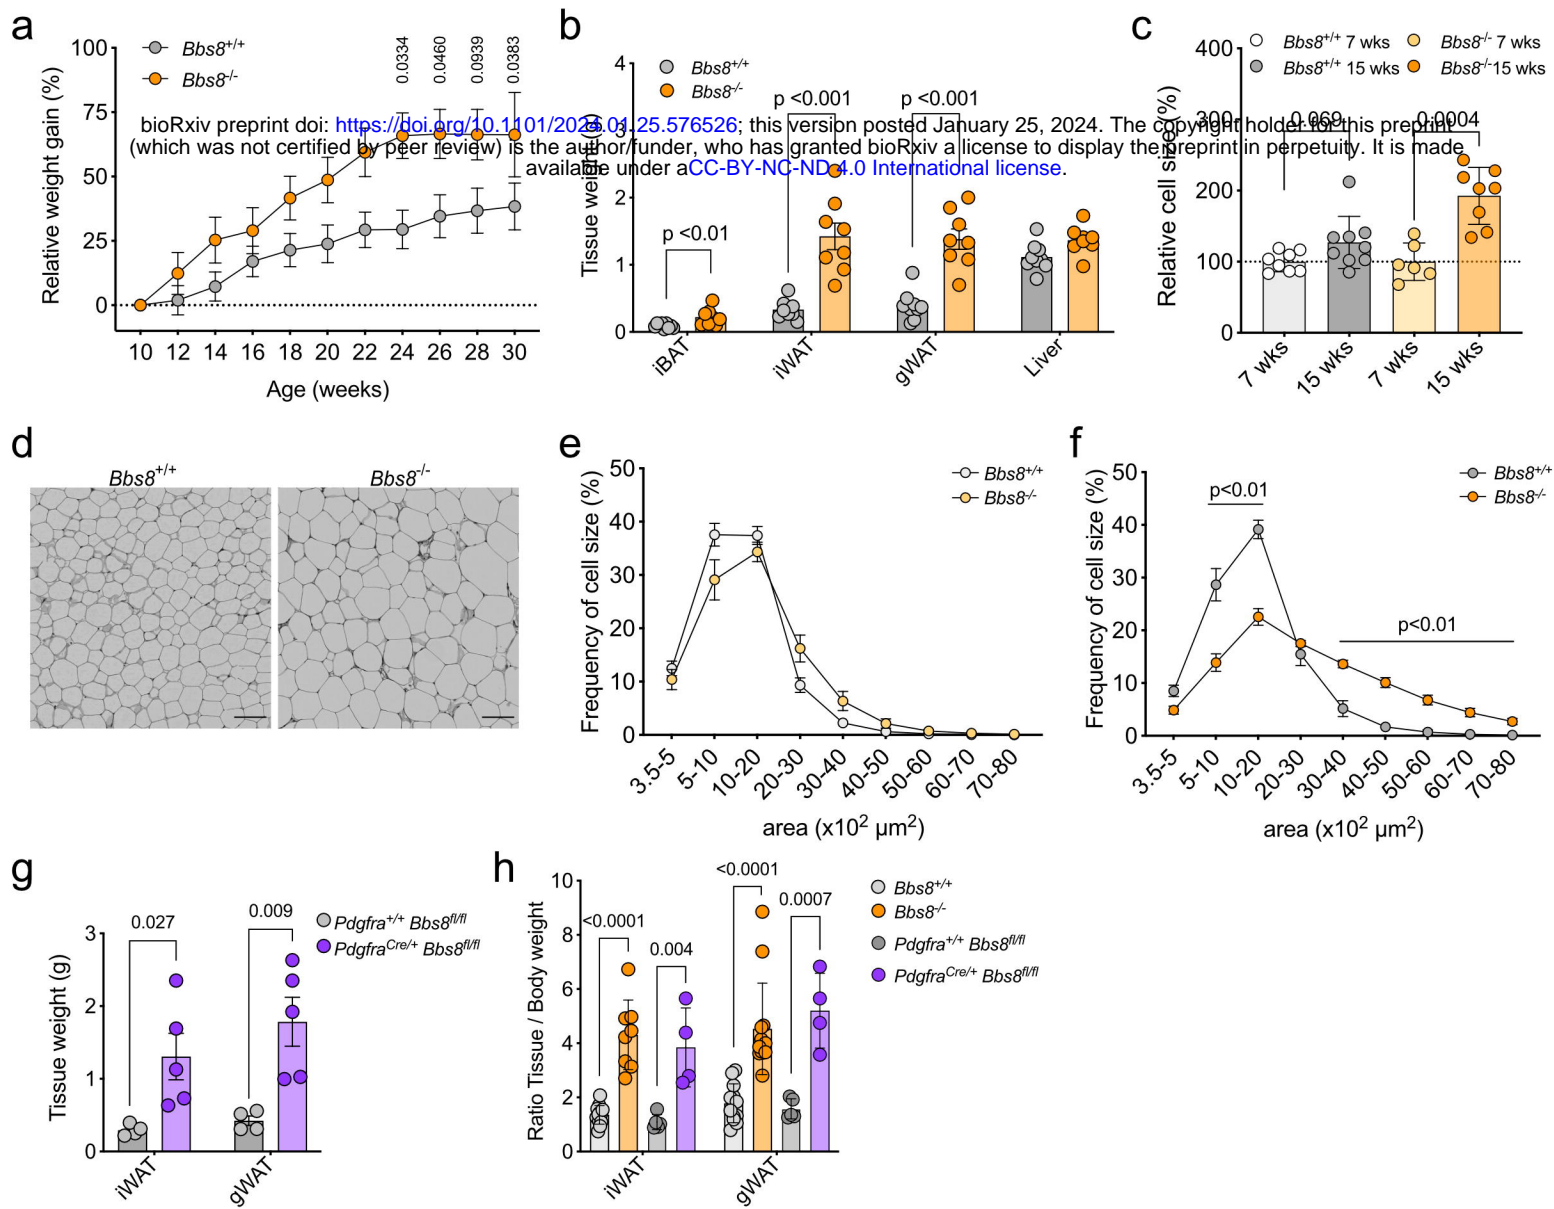 a
Relative weight gain (%)
100
75
50
25
0
Bbs8+/+
Bbs8-/-
0.0334
0.0460
0.0939
0.0383
10 12 14 16 18 20 22 24 26 28 30
Age (weeks)
b
Tissue weight (g)
4
3
2
1
0
Bbs8+/+
Bbs8-/-
p <0.01
p <0.001
p <0.001
iBAT iWAT gWAT Liver
c
Relative cell size (%)
400
300
200
100
0
Bbs8+/+ 7 wks
Bbs8+/+ 15 wks
Bbs8-/- 7 wks
Bbs8-/-15 wks
0.069
0.0004
7 wks 15 wks 7 wks 15 wks
bioRxiv preprint doi: https://doi.org/10.1101/2024.01.25.576526; this version posted January 25, 2024. The copyright holder for this preprint
(which was not certified by peer review) is the author/funder, who has granted bioRxiv a license to display the preprint in perpetuity. It is made
available under aCC-BY-NC-ND 4.0 International license.
d
Bbs8+/+
Bbs8-/-
e
Frequency of cell size (%)
50
40
30
20
10
0
Bbs8+/+
Bbs8-/-
3.5-5 5-10 10-20 20-30 30-40 40-50 50-60 60-70 70-80
area (x10² µm²)
f
Frequency of cell size (%)
50
40
30
20
10
0
p<0.01
p<0.01
Bbs8+/+
Bbs8-/-
3.5-5 5-10 10-20 20-30 30-40 40-50 50-60 60-70 70-80
area (x10² µm²)
g
Tissue weight (g)
3
2
1
0
0.027
0.009
Pdgfra+/+ Bbs8fl/fl
PdgfraCre/+ Bbs8fl/fl
iWAT gWAT
h
Ratio Tissue / Body weight
10
8
6
4
2
0
<0.0001
0.004
<0.0001
0.0007
Bbs8+/+
Bbs8-/-
Pdgfra+/+ Bbs8fl/fl
PdgfraCre/+ Bbs8fl/fl
iWAT gWAT